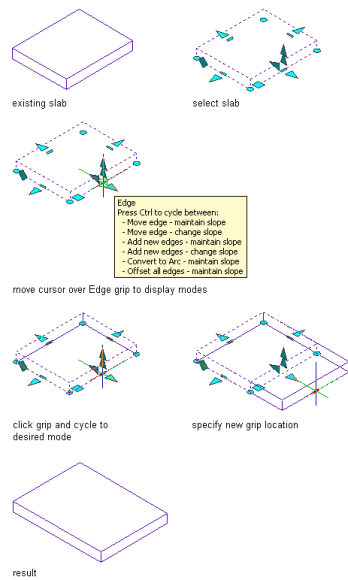 existing slab
select slab
Edge
Press Ctrl to cycle between:
- Move edge - maintain slope
- Move edge - change slope
- Add new edges - maintain slope
- Add new edges - change slope
- Convert to Arc - maintain slope
- Offset all edges - maintain slope
move cursor over Edge grip to display modes
click grip and cycle to
desired mode
specify new grip location
result